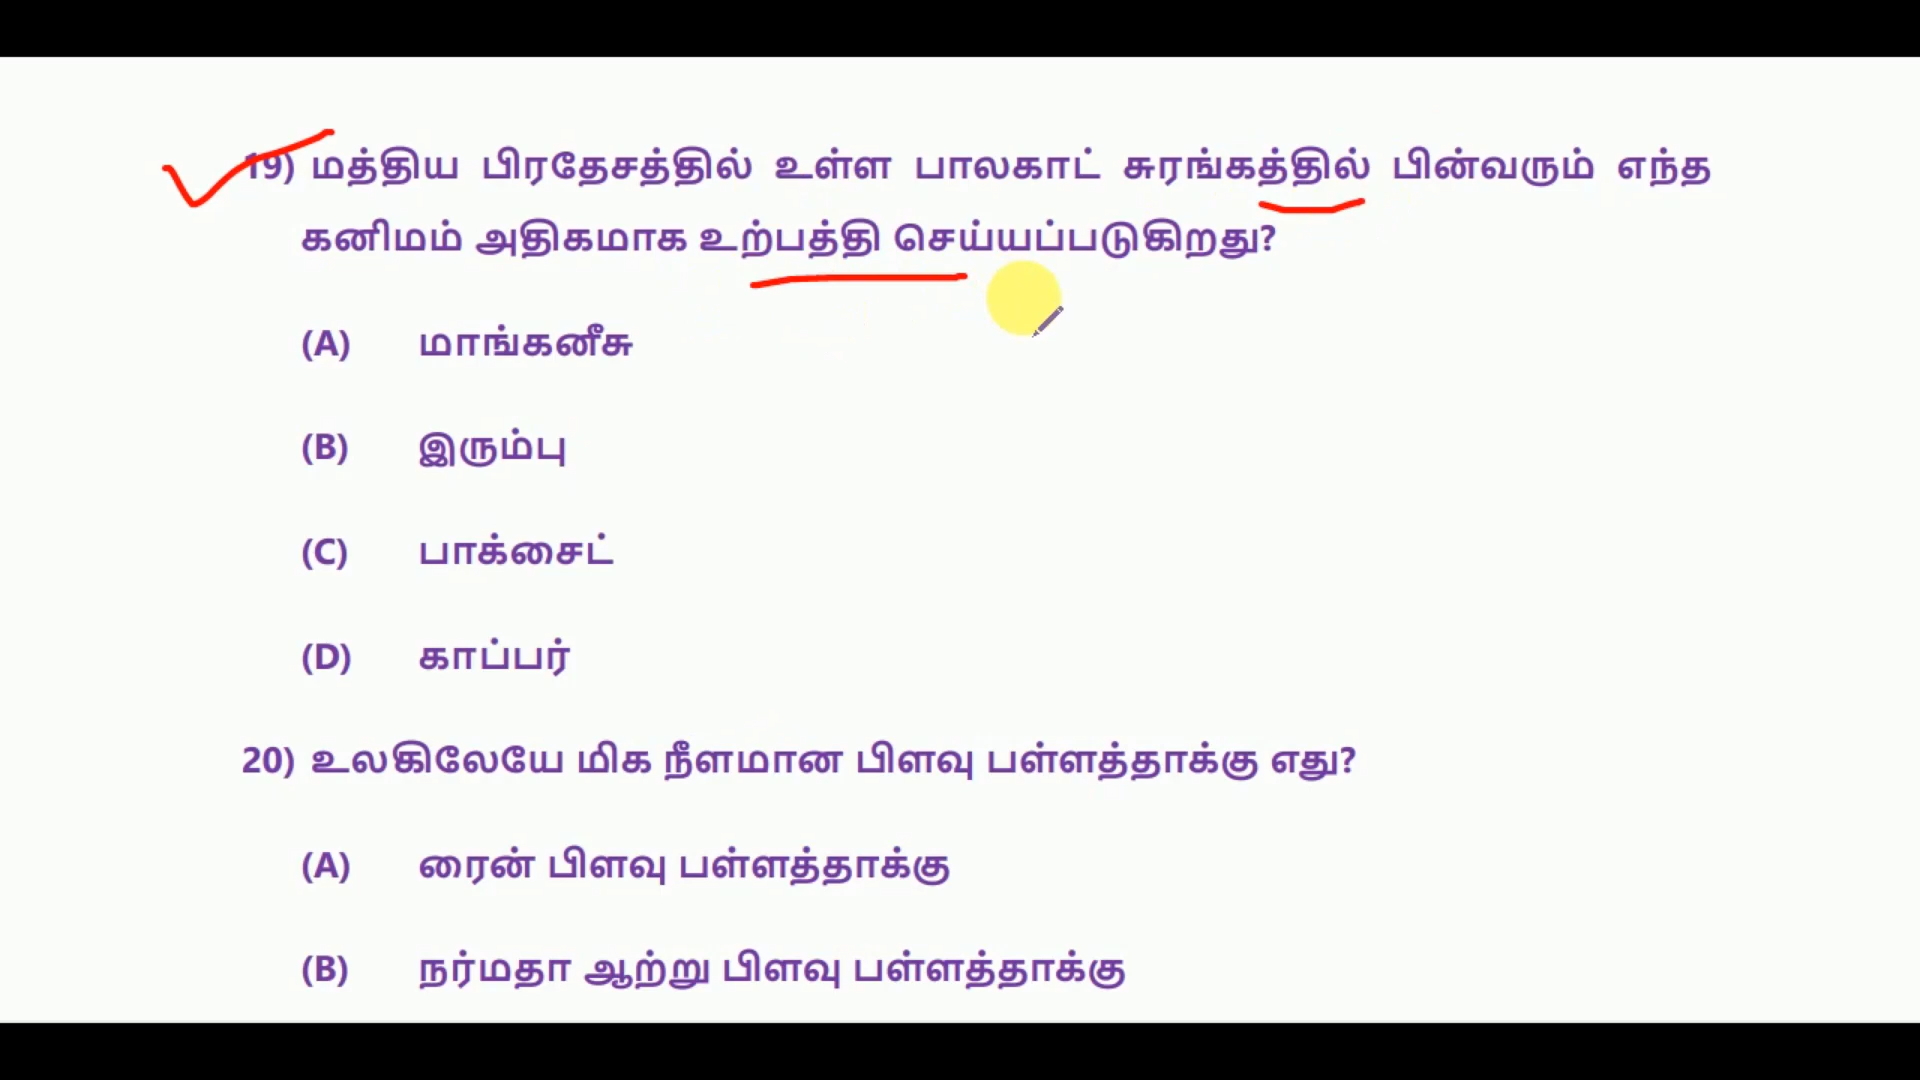 19) மத்திய பிரதேசத்தில் உள்ள பாலகாட் சுரங்கத்தில் பின்வரும் எந்த
கனிமம் அதிகமாக உற்பத்தி செய்யப்படுகிறது?
(A) மாங்கனீசு
(B) இரும்பு
(C) பாக்சைட்
(D) காப்பர்
20) உலகிலேயே மிக நீளமான பிளவு பள்ளத்தாக்கு எது?
(A) ரைன் பிளவு பள்ளத்தாக்கு
(B) நர்மதா ஆற்று பிளவு பள்ளத்தாக்கு